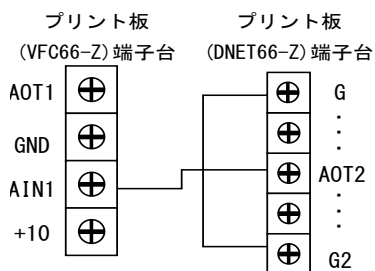 プリント板
(VFC66-Z)端子台
AOT1
GND
AIN1
+10
プリント板
(DNET66-Z)端子台
G
:
AOT2
:
G2